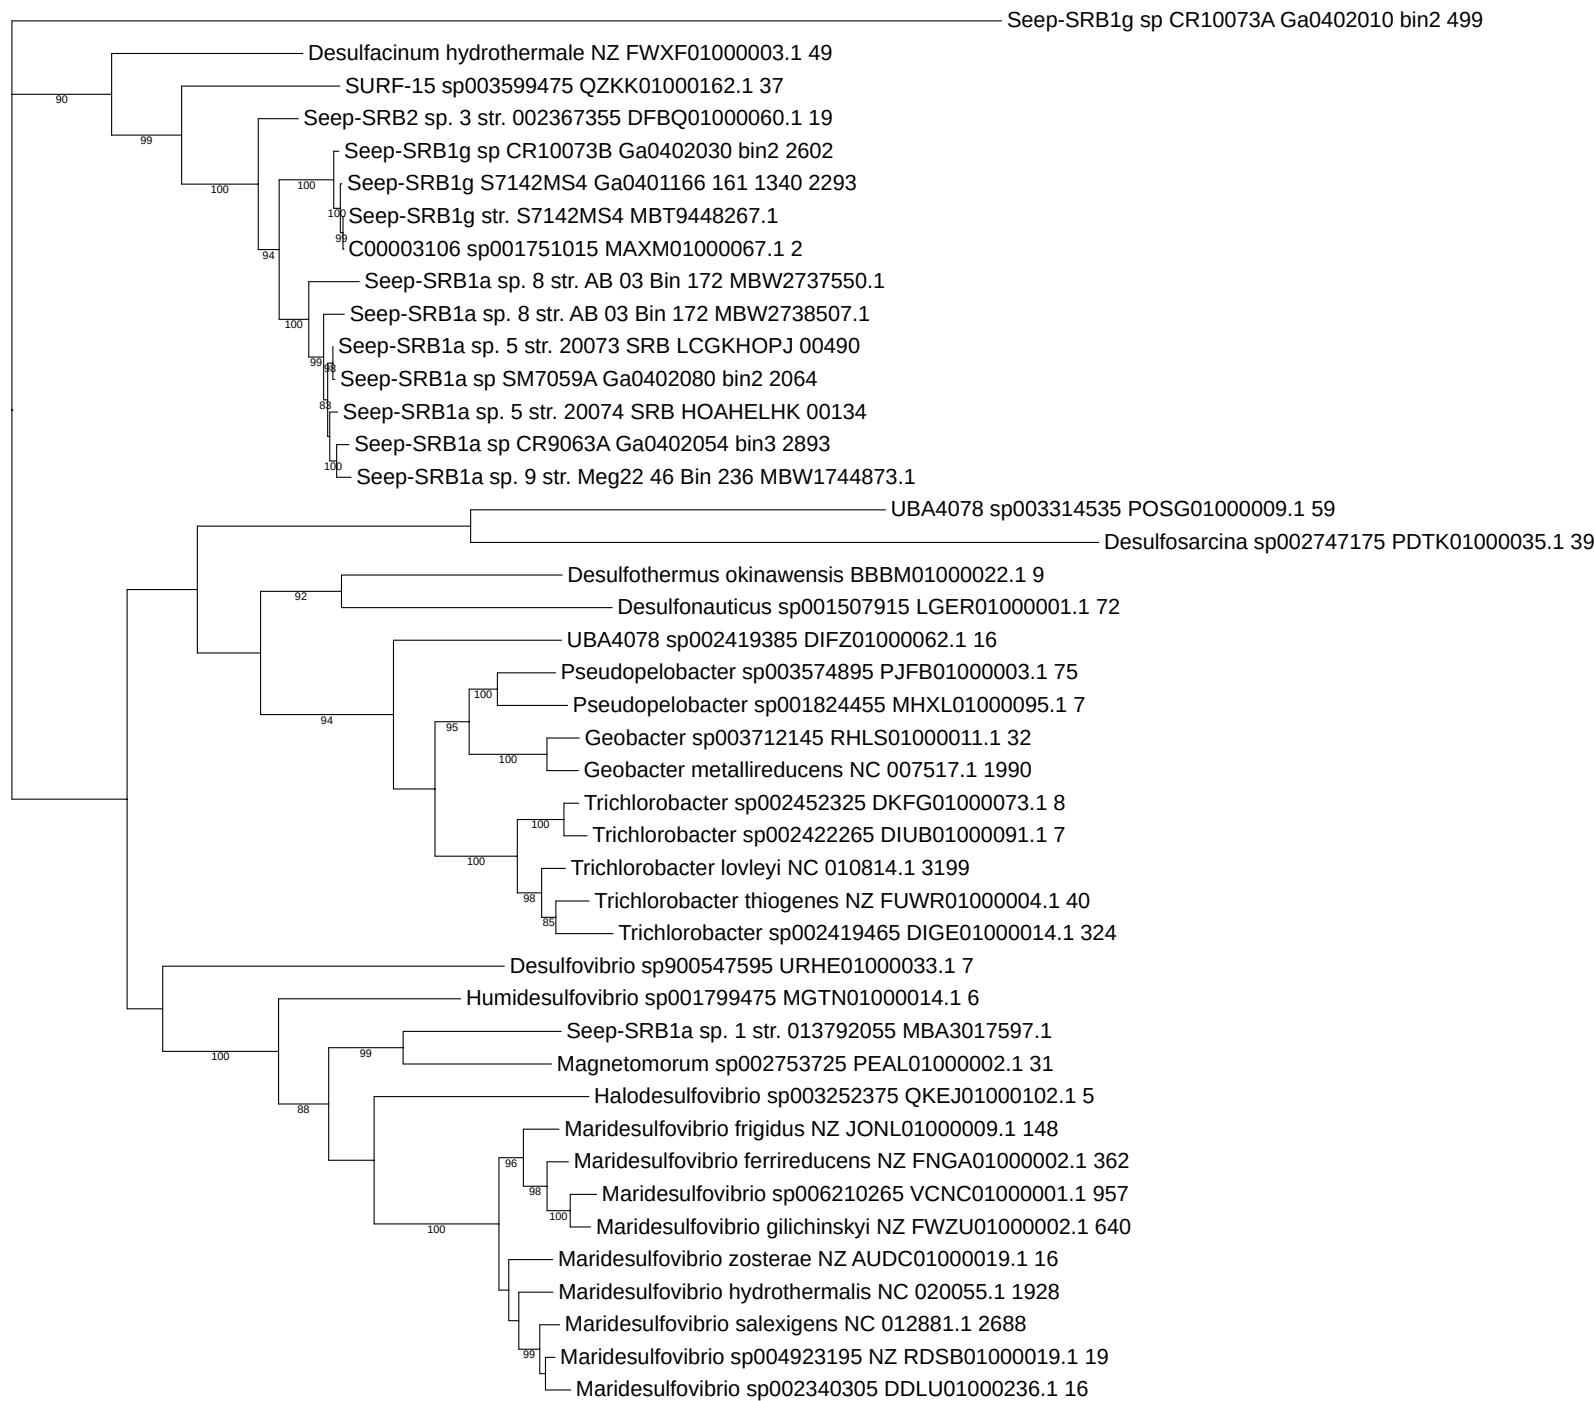 Seep-SRB1g sp CR10073A Ga0402010 bin2 499
Desulfacinum hydrothermale NZ FWXF01000003.1 49
90
SURF-15 sp003599475 QZKK01000162.1 37
Seep-SRB2 sp. 3 str. 002367355 DFBQ01000060.1 19
99
Seep-SRB1g sp CR10073B Ga0402030 bin2 2602
Seep-SRB1g S7142MS4 Ga0401166 161 1340 2293
100
100
Seep-SRB1g str. S7142MS4 MBT9448267.1
100
99
C00003106 sp001751015 MAXM01000067.1 2
94
Seep-SRB1a sp. 8 str. AB 03 Bin 172 MBW2737550.1
Seep-SRB1a sp. 8 str. AB 03 Bin 172 MBW2738507.1
100
Seep-SRB1a sp. 5 str. 20073 SRB LCGKHOPJ 00490
99
98
Seep-SRB1a sp SM7059A Ga0402080 bin2 2064
83
Seep-SRB1a sp. 5 str. 20074 SRB HOAHELHK 00134
Seep-SRB1a sp CR9063A Ga0402054 bin3 2893
100
Seep-SRB1a sp. 9 str. Meg22 46 Bin 236 MBW1744873.1
UBA4078 sp003314535 POSG01000009.1 59
Desulfosarcina sp002747175 PDTK01000035.1 39
Desulfothermus okinawensis BBBM01000022.1 9
92
Desulfonauticus sp001507915 LGER01000001.1 72
UBA4078 sp002419385 DIFZ01000062.1 16
Pseudopelobacter sp003574895 PJFB01000003.1 75
100
Pseudopelobacter sp001824455 MHXL01000095.1 7
94
95
Geobacter sp003712145 RHLS01000011.1 32
100
Geobacter metallireducens NC 007517.1 1990
Trichlorobacter sp002452325 DKFG01000073.1 8
100
Trichlorobacter sp002422265 DIUB01000091.1 7
100
Trichlorobacter lovleyi NC 010814.1 3199
98
Trichlorobacter thiogenes NZ FUWR01000004.1 40
85
Trichlorobacter sp002419465 DIGE01000014.1 324
Desulfovibrio sp900547595 URHE01000033.1 7
Humidesulfovibrio sp001799475 MGTN01000014.1 6
Seep-SRB1a sp. 1 str. 013792055 MBA3017597.1
100
99
Magnetomorum sp002753725 PEAL01000002.1 31
Halodesulfovibrio sp003252375 QKEJ01000102.1 5
88
Maridesulfovibrio frigidus NZ JONL01000009.1 148
96
Maridesulfovibrio ferrireducens NZ FNGA01000002.1 362
98
Maridesulfovibrio sp006210265 VCNC01000001.1 957
100
Maridesulfovibrio gilichinskyi NZ FWZU01000002.1 640
100
Maridesulfovibrio zosterae NZ AUDC01000019.1 16
Maridesulfovibrio hydrothermalis NC 020055.1 1928
Maridesulfovibrio salexigens NC 012881.1 2688
99
Maridesulfovibrio sp004923195 NZ RDSB01000019.1 19
Maridesulfovibrio sp002340305 DDLU01000236.1 16